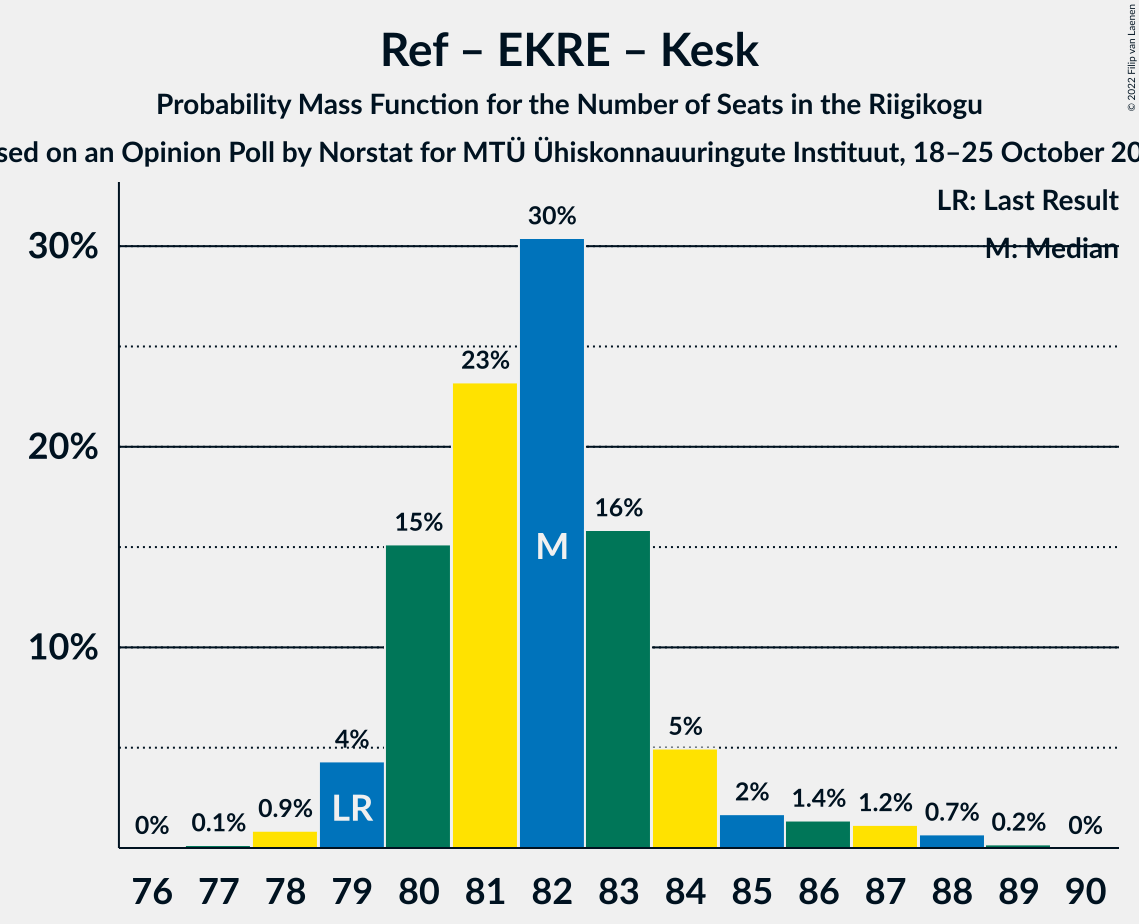 Ref – EKRE – Kesk
Probability Mass Function for the Number of Seats in the Riigikogu
sed on an Opinion Poll by Norstat for MTÜ Ühiskonnauuringute Instituut, 18–25 October 20
© 2022 Filip van Laenen
LR: Last Result
M: Median
30%
20%
10%
0%
0.1%
0.9%
4%
15%
23%
30%
16%
5%
2%
1.4%
1.2%
0.7%
0.2%
0%
LR
M
76 77 78 79 80 81 82 83 84 85 86 87 88 89 90